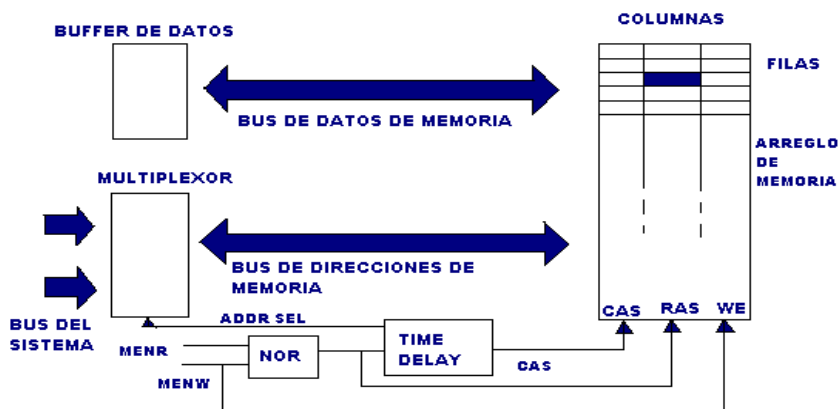 COLUMNAS
BUFFER DE DATOS
FILAS
BUS DE DATOS DE MEMORIA
ARREGLO
DE
MEMORIA
MULTIPLEXOR
BUS DE DIRECCIONES DE
MEMORIA
BUS DEL
SISTEMA
ADDR SEL
CAS RAS WE
TIME
DELAY
MENR
NOR
MENW
CAS